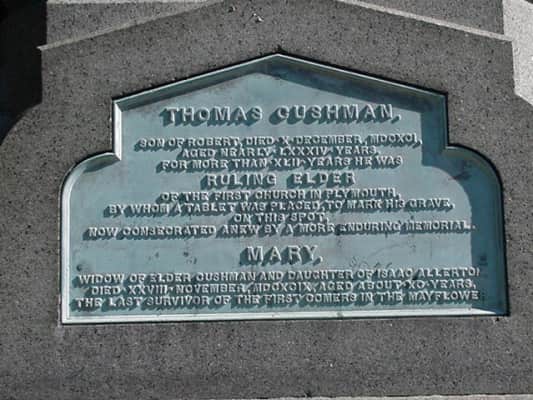 THOMAS CUSHMAN,
SON OF ROBERT, DIED X. DECEMBER, MDCXCI,
AGED NEARLY LXXXIV YEARS.
FOR MORE THAN XLII YEARS HE WAS
RULING ELDER
OF THE FIRST CHURCH IN PLYMOUTH,
BY WHOM A TABLET WAS PLACED, TO MARK HIS GRAVE,
ON THIS SPOT,
NOW CONSECRATED ANEW BY A MORE ENDURING MEMORIAL.
MARY,
WIDOW OF ELDER CUSHMAN AND DAUGHTER OF ISAAC ALLERTON
DIED XXVIII NOVEMBER, MDCXCIX, AGED ABOUT XC YEARS,
THE LAST SURVIVOR OF THE FIRST COMERS IN THE MAYFLOWER